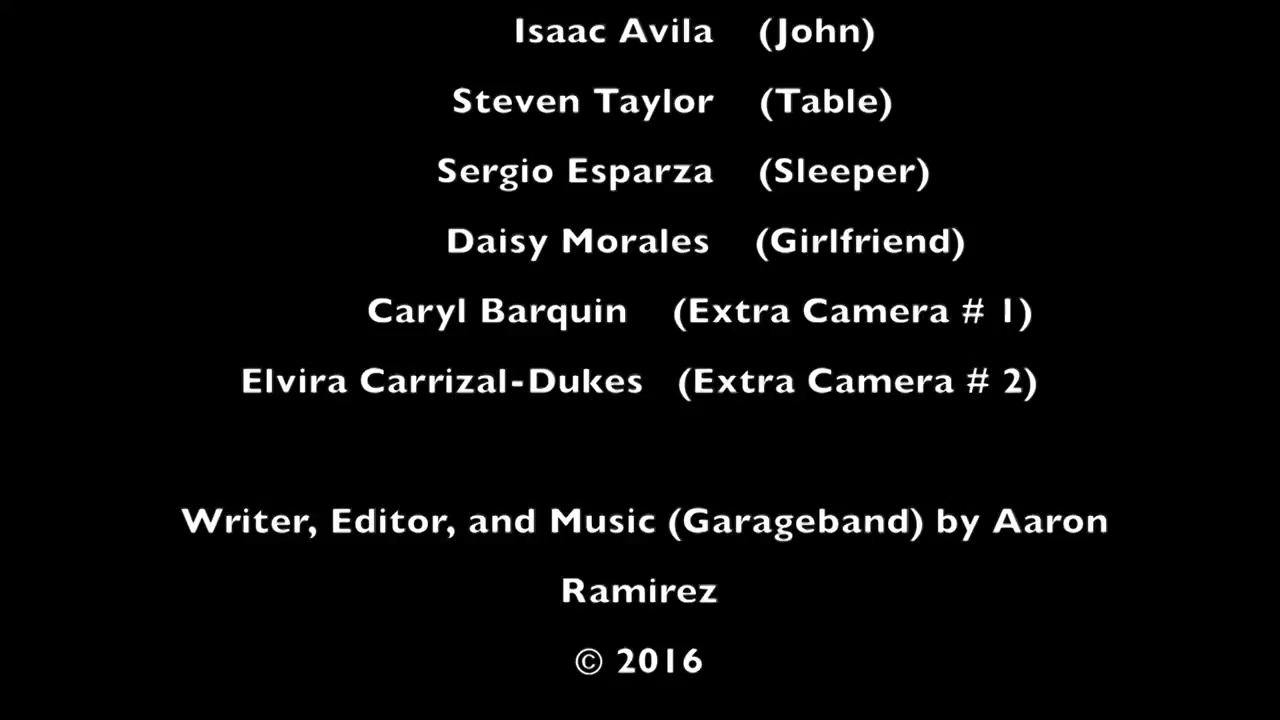 Isaac Avila (John)
Steven Taylor (Table)
Sergio Esparza (Sleeper)
Daisy Morales (Girlfriend)
Caryl Barquin (Extra Camera # 1)
Elvira Carrizal-Dukes (Extra Camera # 2)
Writer, Editor, and Music (Garageband) by Aaron
Ramirez
© 2016